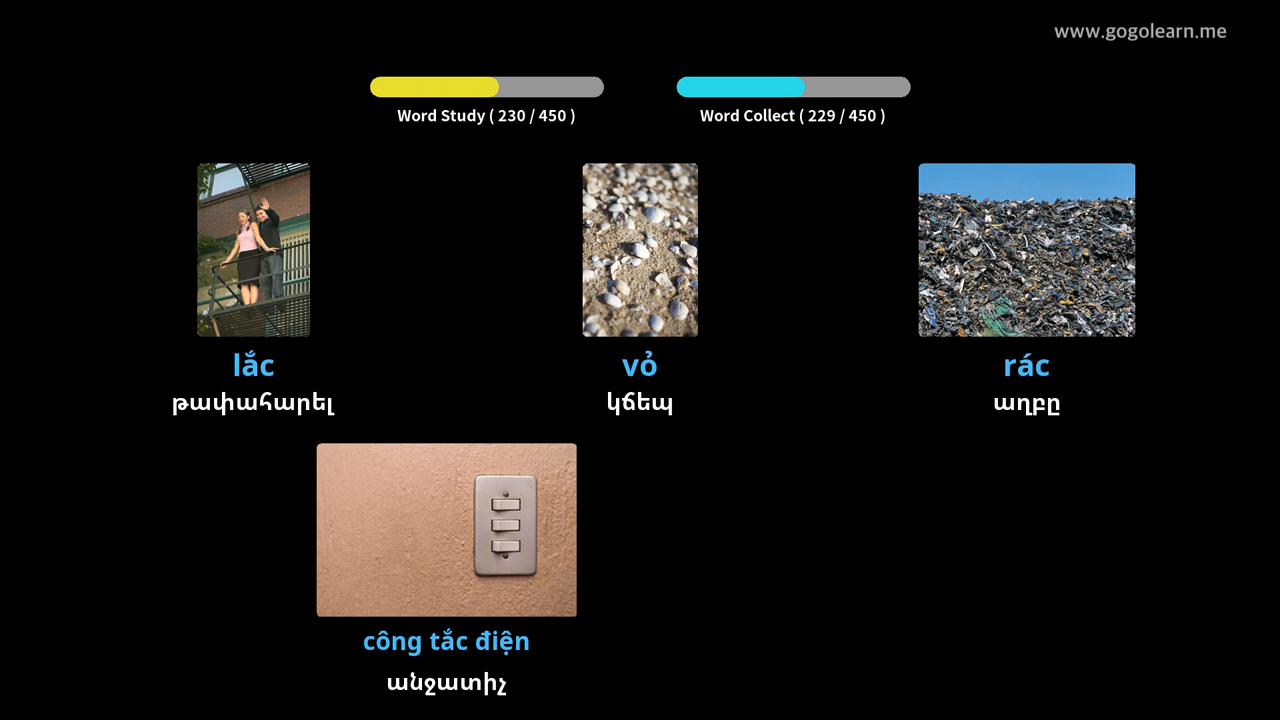 www.gogolearn.me
Word Study ( 230 / 450 )
Word Collect ( 229 / 450 )
lắc
թափահարել
vỏ
կճեպ
rác
աղբը
công tắc điện
անջատիչ